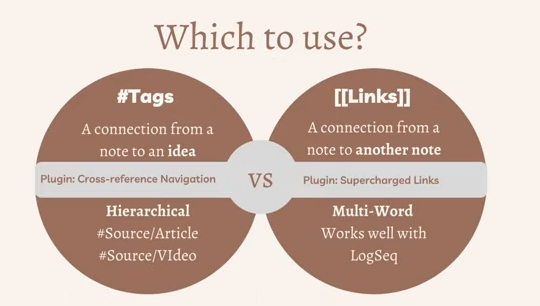 Which to use?
#Tags
A connection from a
note to an idea
Plugin: Cross-reference Navigation
Hierarchical
#Source/Article
#Source/VIdeo
vs
[[Links]]
A connection from a
note to another note
Plugin: Supercharged Links
Multi-Word
Works well with
LogSeq